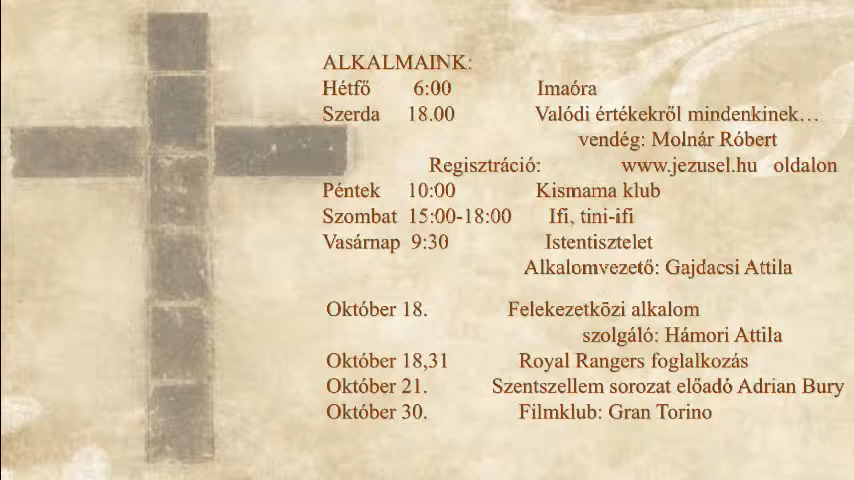 ALKALMAINK:
Hétfő 6:00 Imaóra
Szerda 18.00 Valódi értékekről mindenkinek…
vendég: Molnár Róbert
Regisztráció: www.jezusel.hu oldalon
Péntek 10:00 Kismama klub
Szombat 15:00-18:00 Ifi, tini-ifi
Vasárnap 9:30 Istentisztelet
Alkalomvezető: Gajdacsi Attila
Október 18. Felekezetközi alkalom
szolgáló: Hámori Attila
Október 18,31 Royal Rangers foglalkozás
Október 21. Szentszellem sorozat előadó Adrian Bury
Október 30. Filmklub: Gran Torino